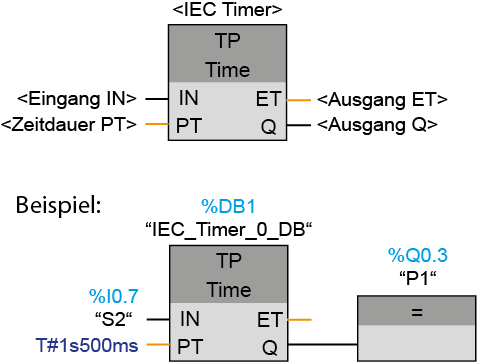 <IEC Timer>
TP
Time
<Eingang IN> IN ET <Ausgang ET>
<Zeitdauer PT> PT Q <Ausgang Q>
Beispiel:
%DB1
“IEC_Timer_0_DB“
TP
Time
%I0.7
“S2“ IN ET
T#1s500ms PT Q
%Q0.3
“P1“
=